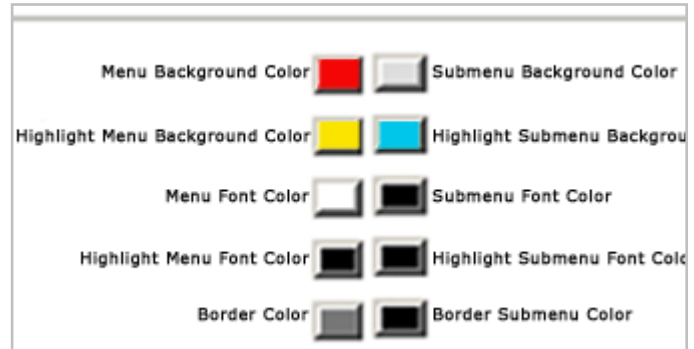 Menu Background Color Submenu Background Color
Highlight Menu Background Color Highlight Submenu Backgrou
Menu Font Color Submenu Font Color
Highlight Menu Font Color Highlight Submenu Font Colo
Border Color Border Submenu Color